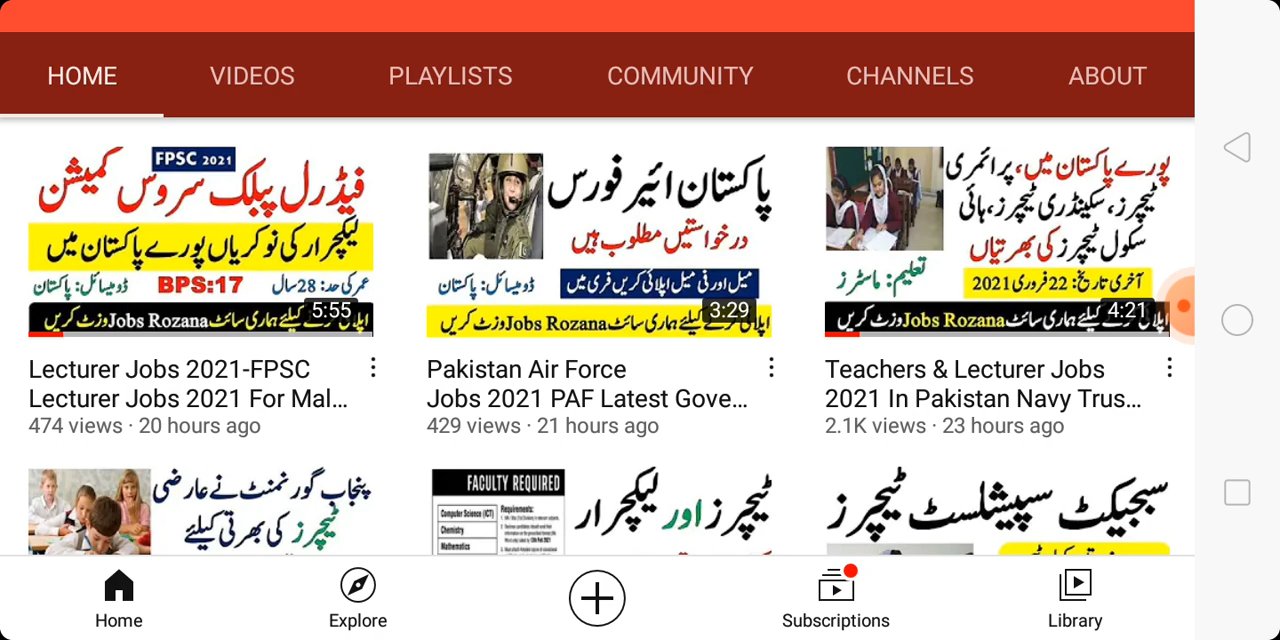 HOME VIDEOS PLAYLISTS COMMUNITY CHANNELS ABOUT
FPSC 2021
فیڈرل پبلک سروس کمیشن
لیکچرار کی نوکریاں پورے پاکستان میں
عمر کی حد: 28 سال BPS:17 ڈومیسائل: پاکستان
کیلئے ہماری سائٹ Jobs Rozana وزٹ کریں
5:55
Lecturer Jobs 2021-FPSC
Lecturer Jobs 2021 For Mal...
474 views · 20 hours ago
پاکستان ائیر فورس
درخواستیں مطلوب ہیں
میل اور فی میل اپلائی کریں فری میں
ڈومیسائل: پاکستان
کیلئے ہماری سائٹ Jobs Rozana وزٹ کریں
3:29
Pakistan Air Force
Jobs 2021 PAF Latest Gove...
429 views · 21 hours ago
پورے پاکستان میں، پرائمری
ٹیچرز، سکینڈری ٹیچرز، ہائی
سکول ٹیچرز کی بھرتیاں
تعلیم: ماسٹرز
آخری تاریخ: 22 فروری 2021
کیلئے ہماری سائٹ Jobs Rozana وزٹ کریں
4:21
Teachers & Lecturer Jobs
2021 In Pakistan Navy Trus...
2.1K views · 23 hours ago
پنجاب گورنمنٹ نے عارضی
ٹیچرز کی بھرتی کیلئے
FACULTY REQUIRED
Computer Science (ICT)
Chemistry
Mathematics
Requirements:
ٹیچرز اور لیکچرار
سبجیکٹ سپیشلسٹ ٹیچرز
Home Explore Subscriptions Library